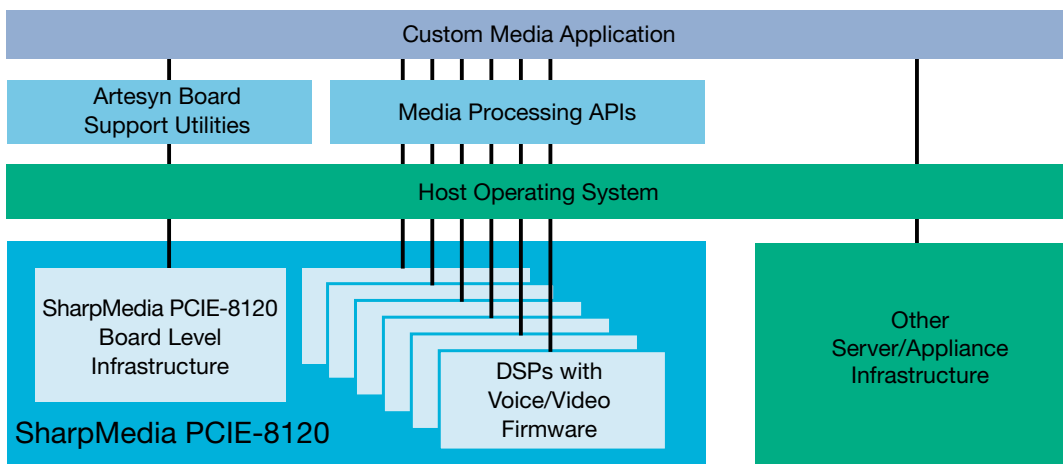 Custom Media Application
Artesyn Board
Support Utilities
Media Processing APIs
Host Operating System
SharpMedia PCIE-8120
Board Level
Infrastructure
DSPs with
Voice/Video
Firmware
SharpMedia PCIE-8120
Other
Server/Appliance
Infrastructure